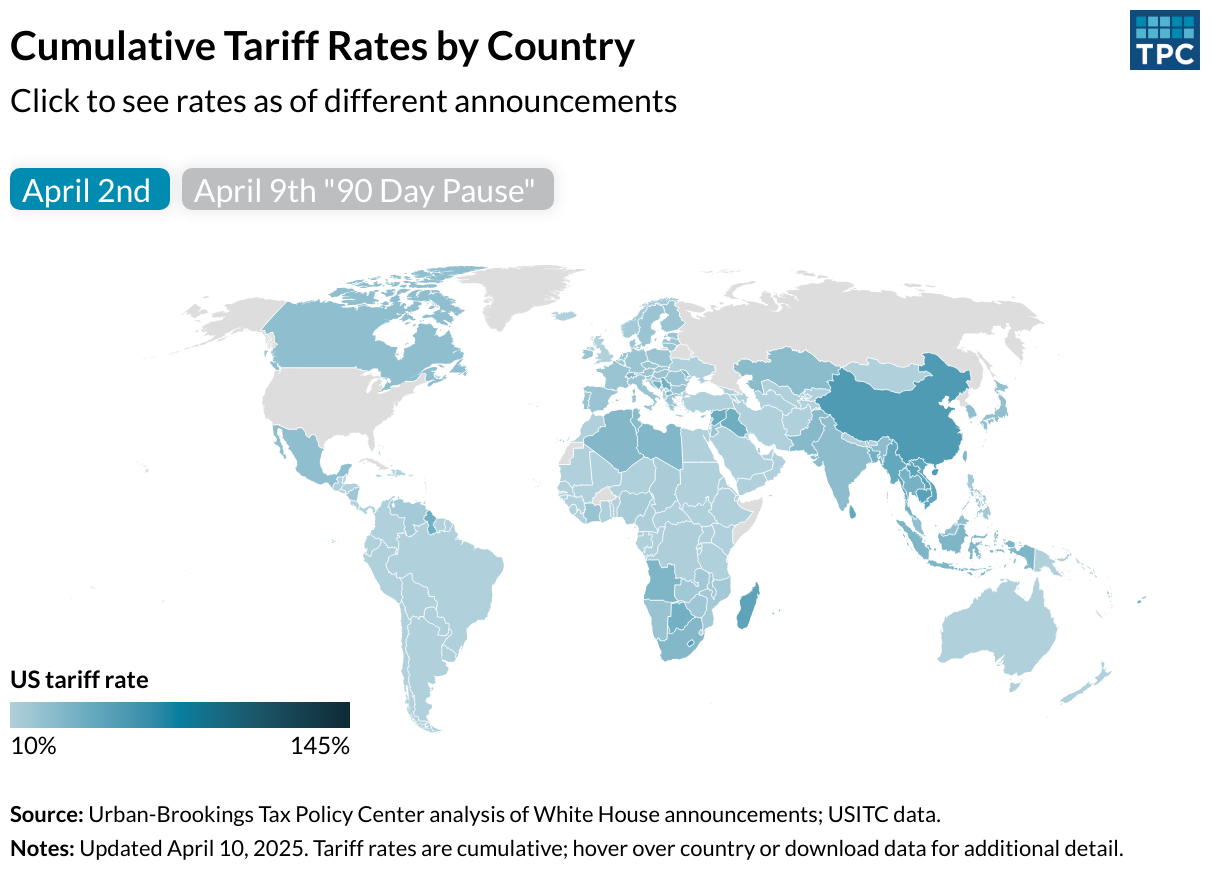 Cumulative Tariff Rates by Country
TPC
Click to see rates as of different announcements
April 2nd
April 9th "90 Day Pause"
US tariff rate
10%
145%
Source: Urban-Brookings Tax Policy Center analysis of White House announcements; USITC data.
Notes: Updated April 10, 2025. Tariff rates are cumulative; hover over country or download data for additional detail.